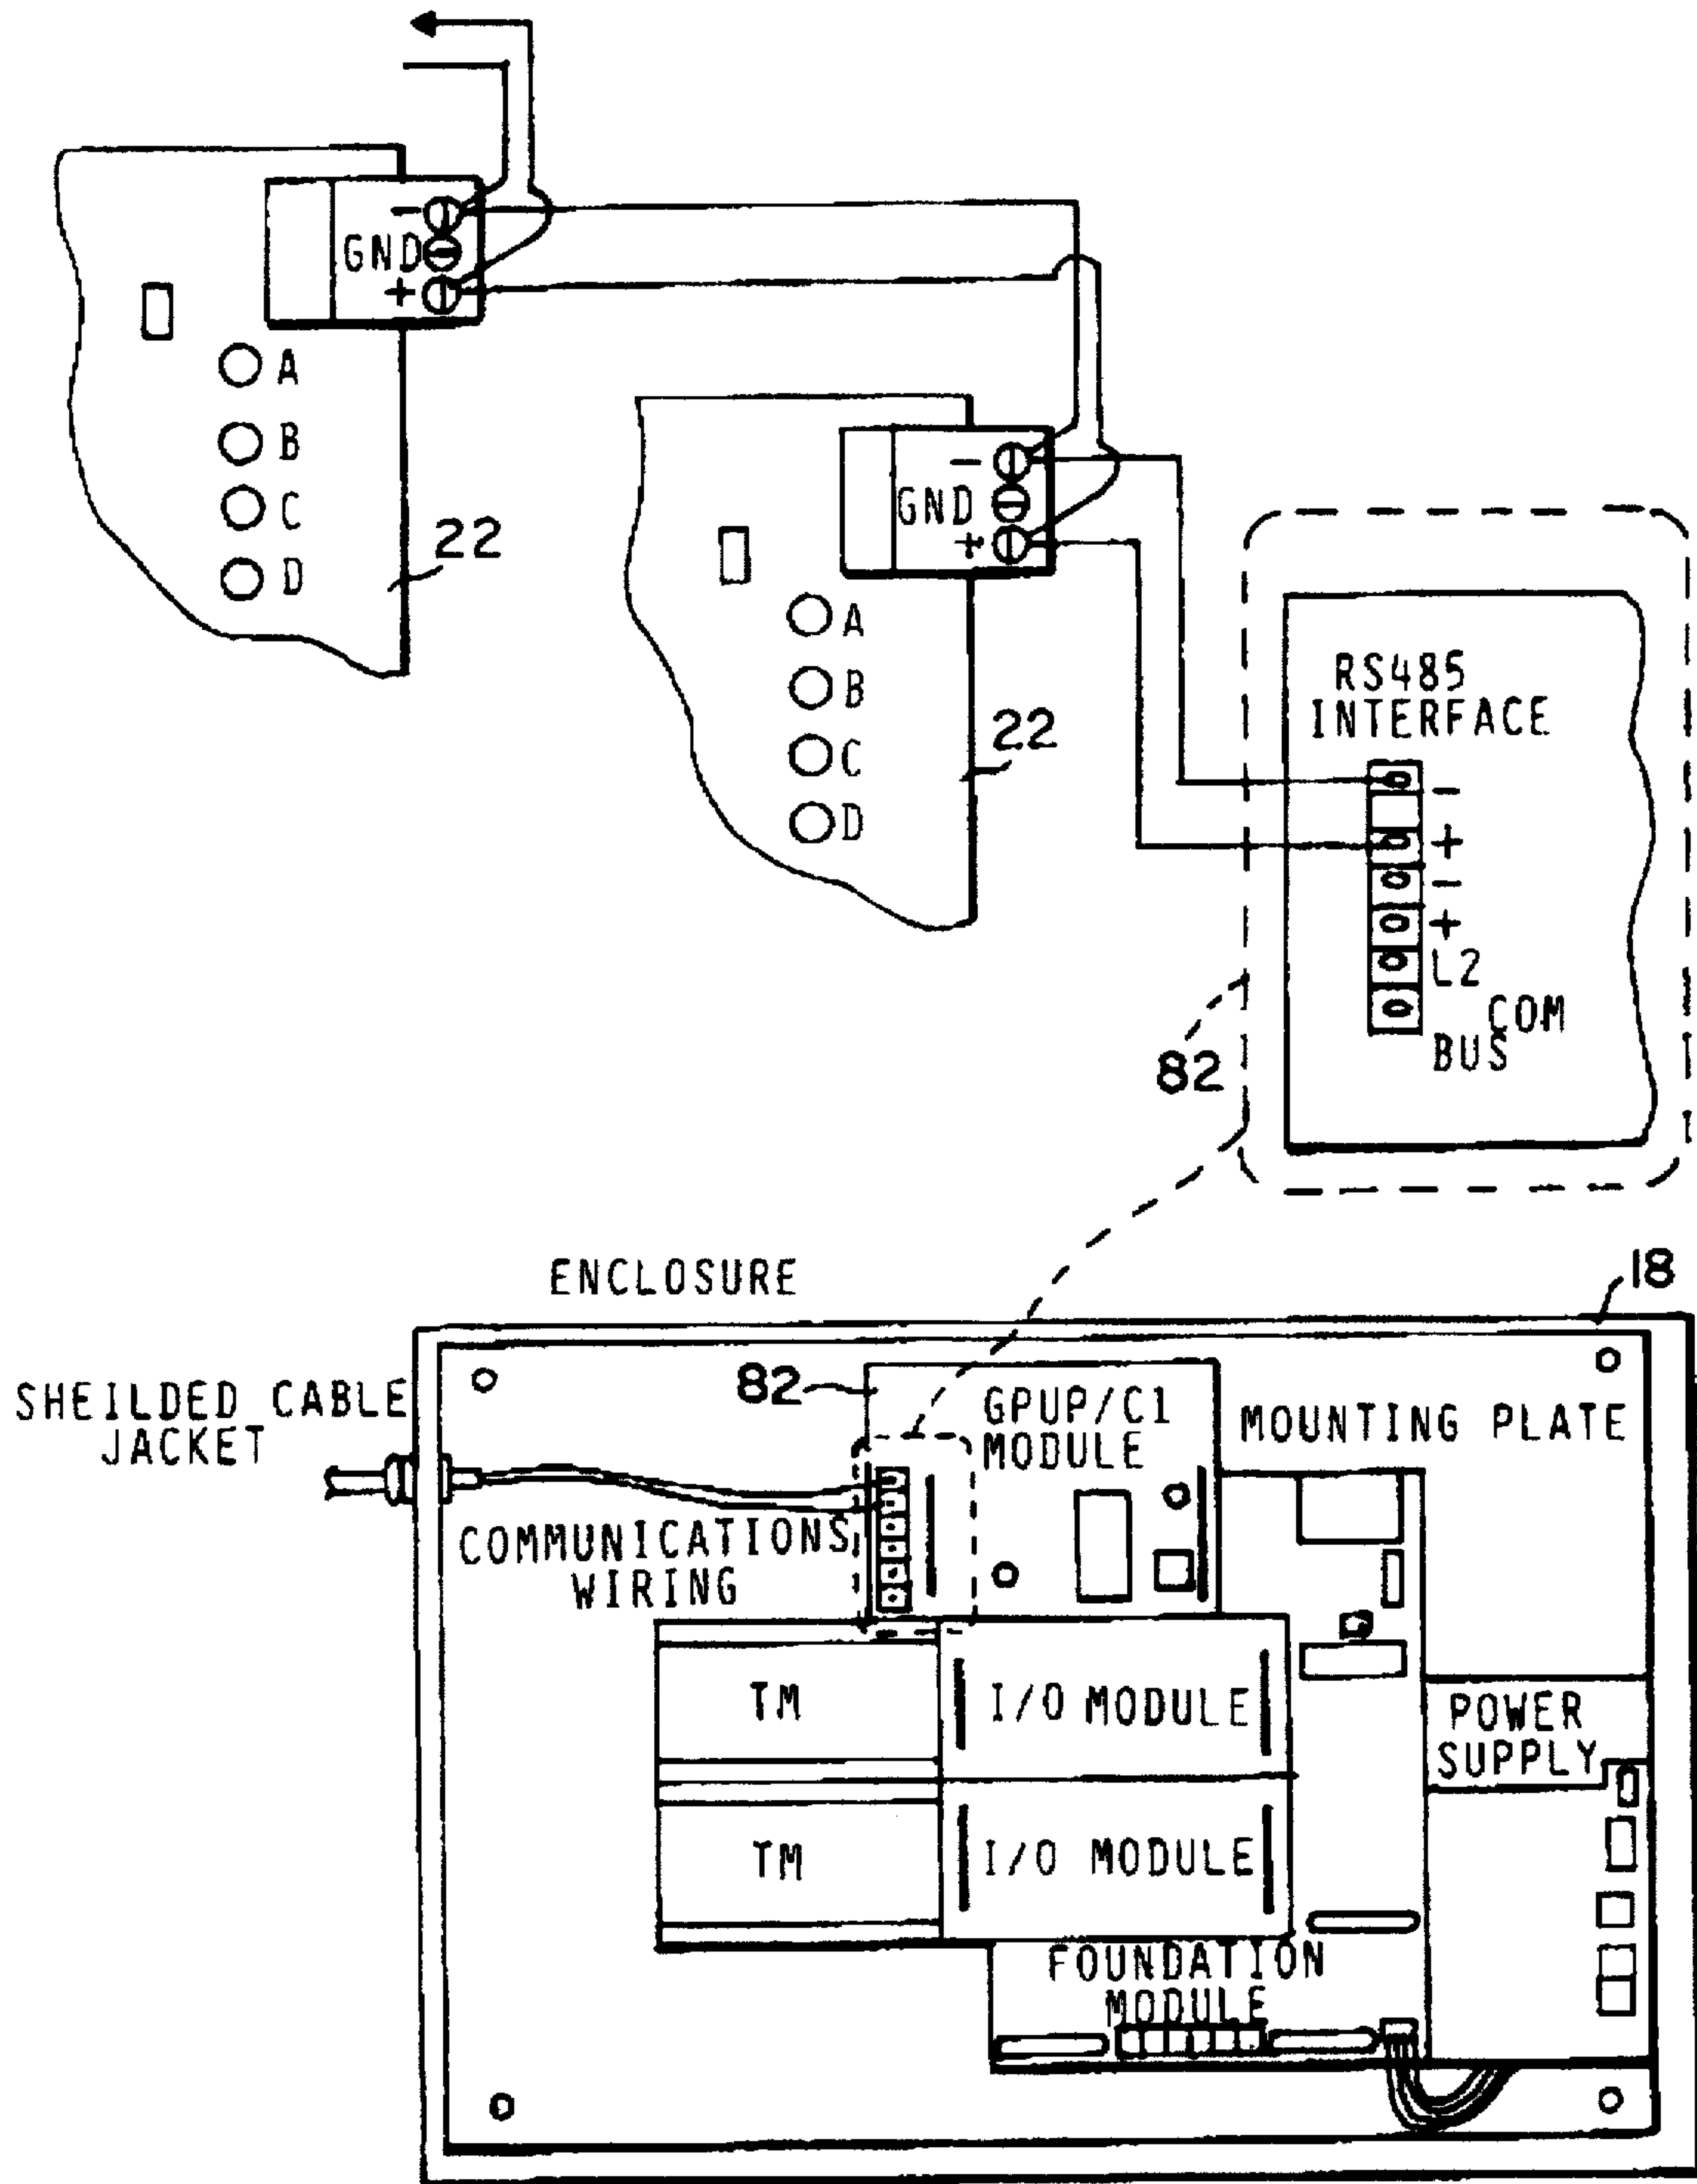 -
GND
+
A
B
C
D
22
-
GND
+
A
B
C
D
22
RS485
INTERFACE
-
+
-
+
L2
COM
BUS
82
ENCLOSURE
18
SHEILDED CABLE
JACKET
82
GPUP/C1
MODULE
MOUNTING PLATE
COMMUNICATIONS
WIRING
TM
I/O MODULE
POWER
SUPPLY
TM
I/O MODULE
FOUNDATION
MODULE